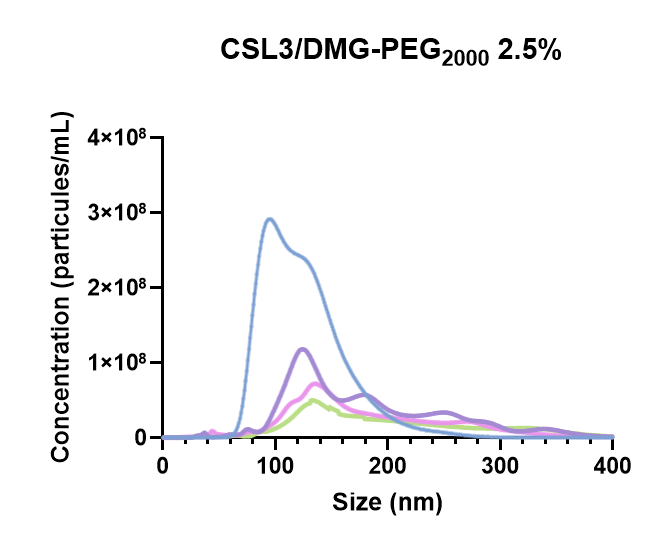 CSL3/DMG-PEG₂₀₀₀ 2.5%
Concentration (particules/mL)
4×10⁸
3×10⁸
2×10⁸
1×10⁸
0
0 100 200 300 400
Size (nm)